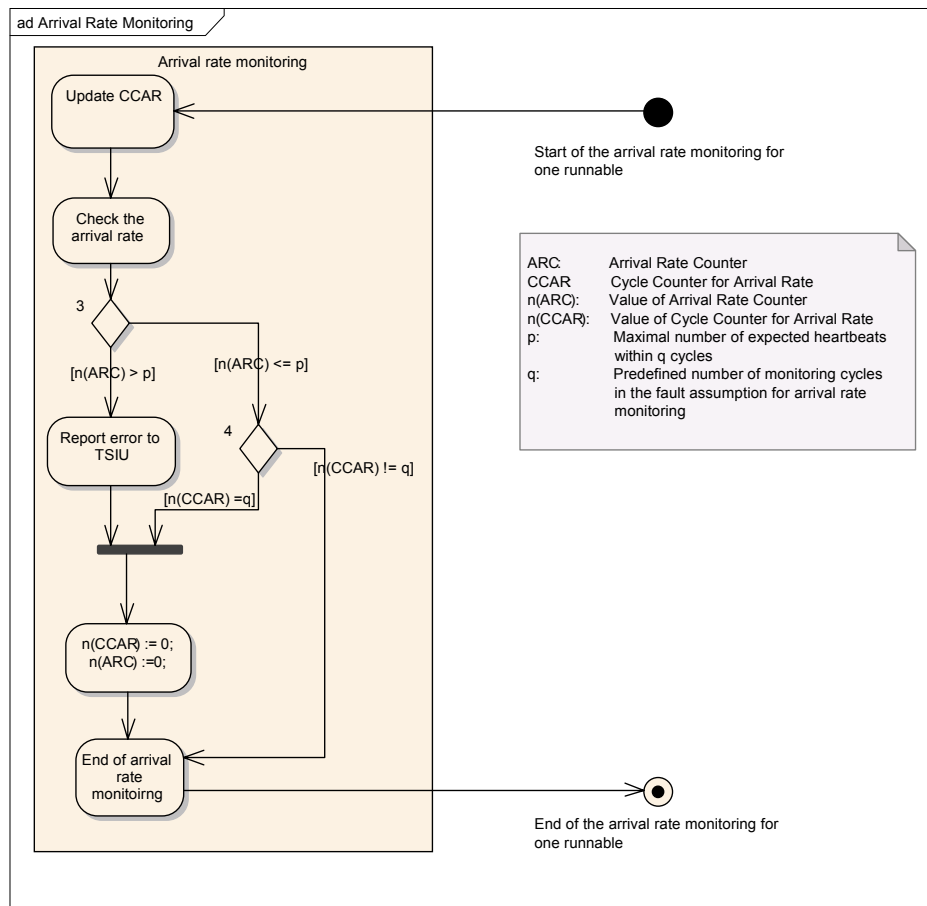 ad Arrival Rate Monitoring
Arrival rate monitoring
Update CCAR
Start of the arrival rate monitoring for
one runnable
Check the
arrival rate
ARC: Arrival Rate Counter
CCAR: Cycle Counter for Arrival Rate
n(ARC): Value of Arrival Rate Counter
n(CCAR): Value of Cycle Counter for Arrival Rate
p: Maximal number of expected heartbeats
within q cycles
q: Predefined number of monitoring cycles
in the fault assumption for arrival rate
monitoring
3
[n(ARC) > p]
[n(ARC) <= p]
Report error to
TSIU
4
[n(CCAR) != q]
[n(CCAR) =q]
n(CCAR) := 0;
n(ARC) :=0;
End of arrival
rate
monitoirng
End of the arrival rate monitoring for
one runnable